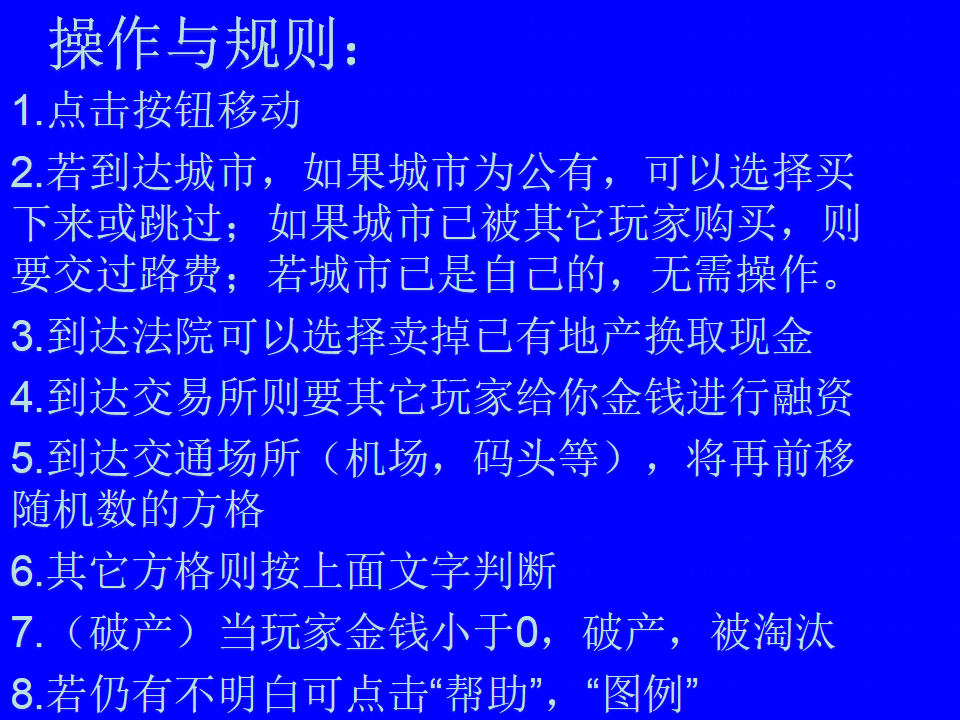 操作与规则：
1.点击按钮移动
2.若到达城市，如果城市为公有，可以选择买
下来或跳过；如果城市已被其它玩家购买，则
要交过路费；若城市已是自己的，无需操作。
3.到达法院可以选择卖掉已有地产换取现金
4.到达交易所则要其它玩家给你金钱进行融资
5.到达交通场所（机场，码头等），将再前移
随机数的方格
6.其它方格则按上面文字判断
7.（破产）当玩家金钱小于0，破产，被淘汰
8.若仍有不明白可点击“帮助”，“图例”